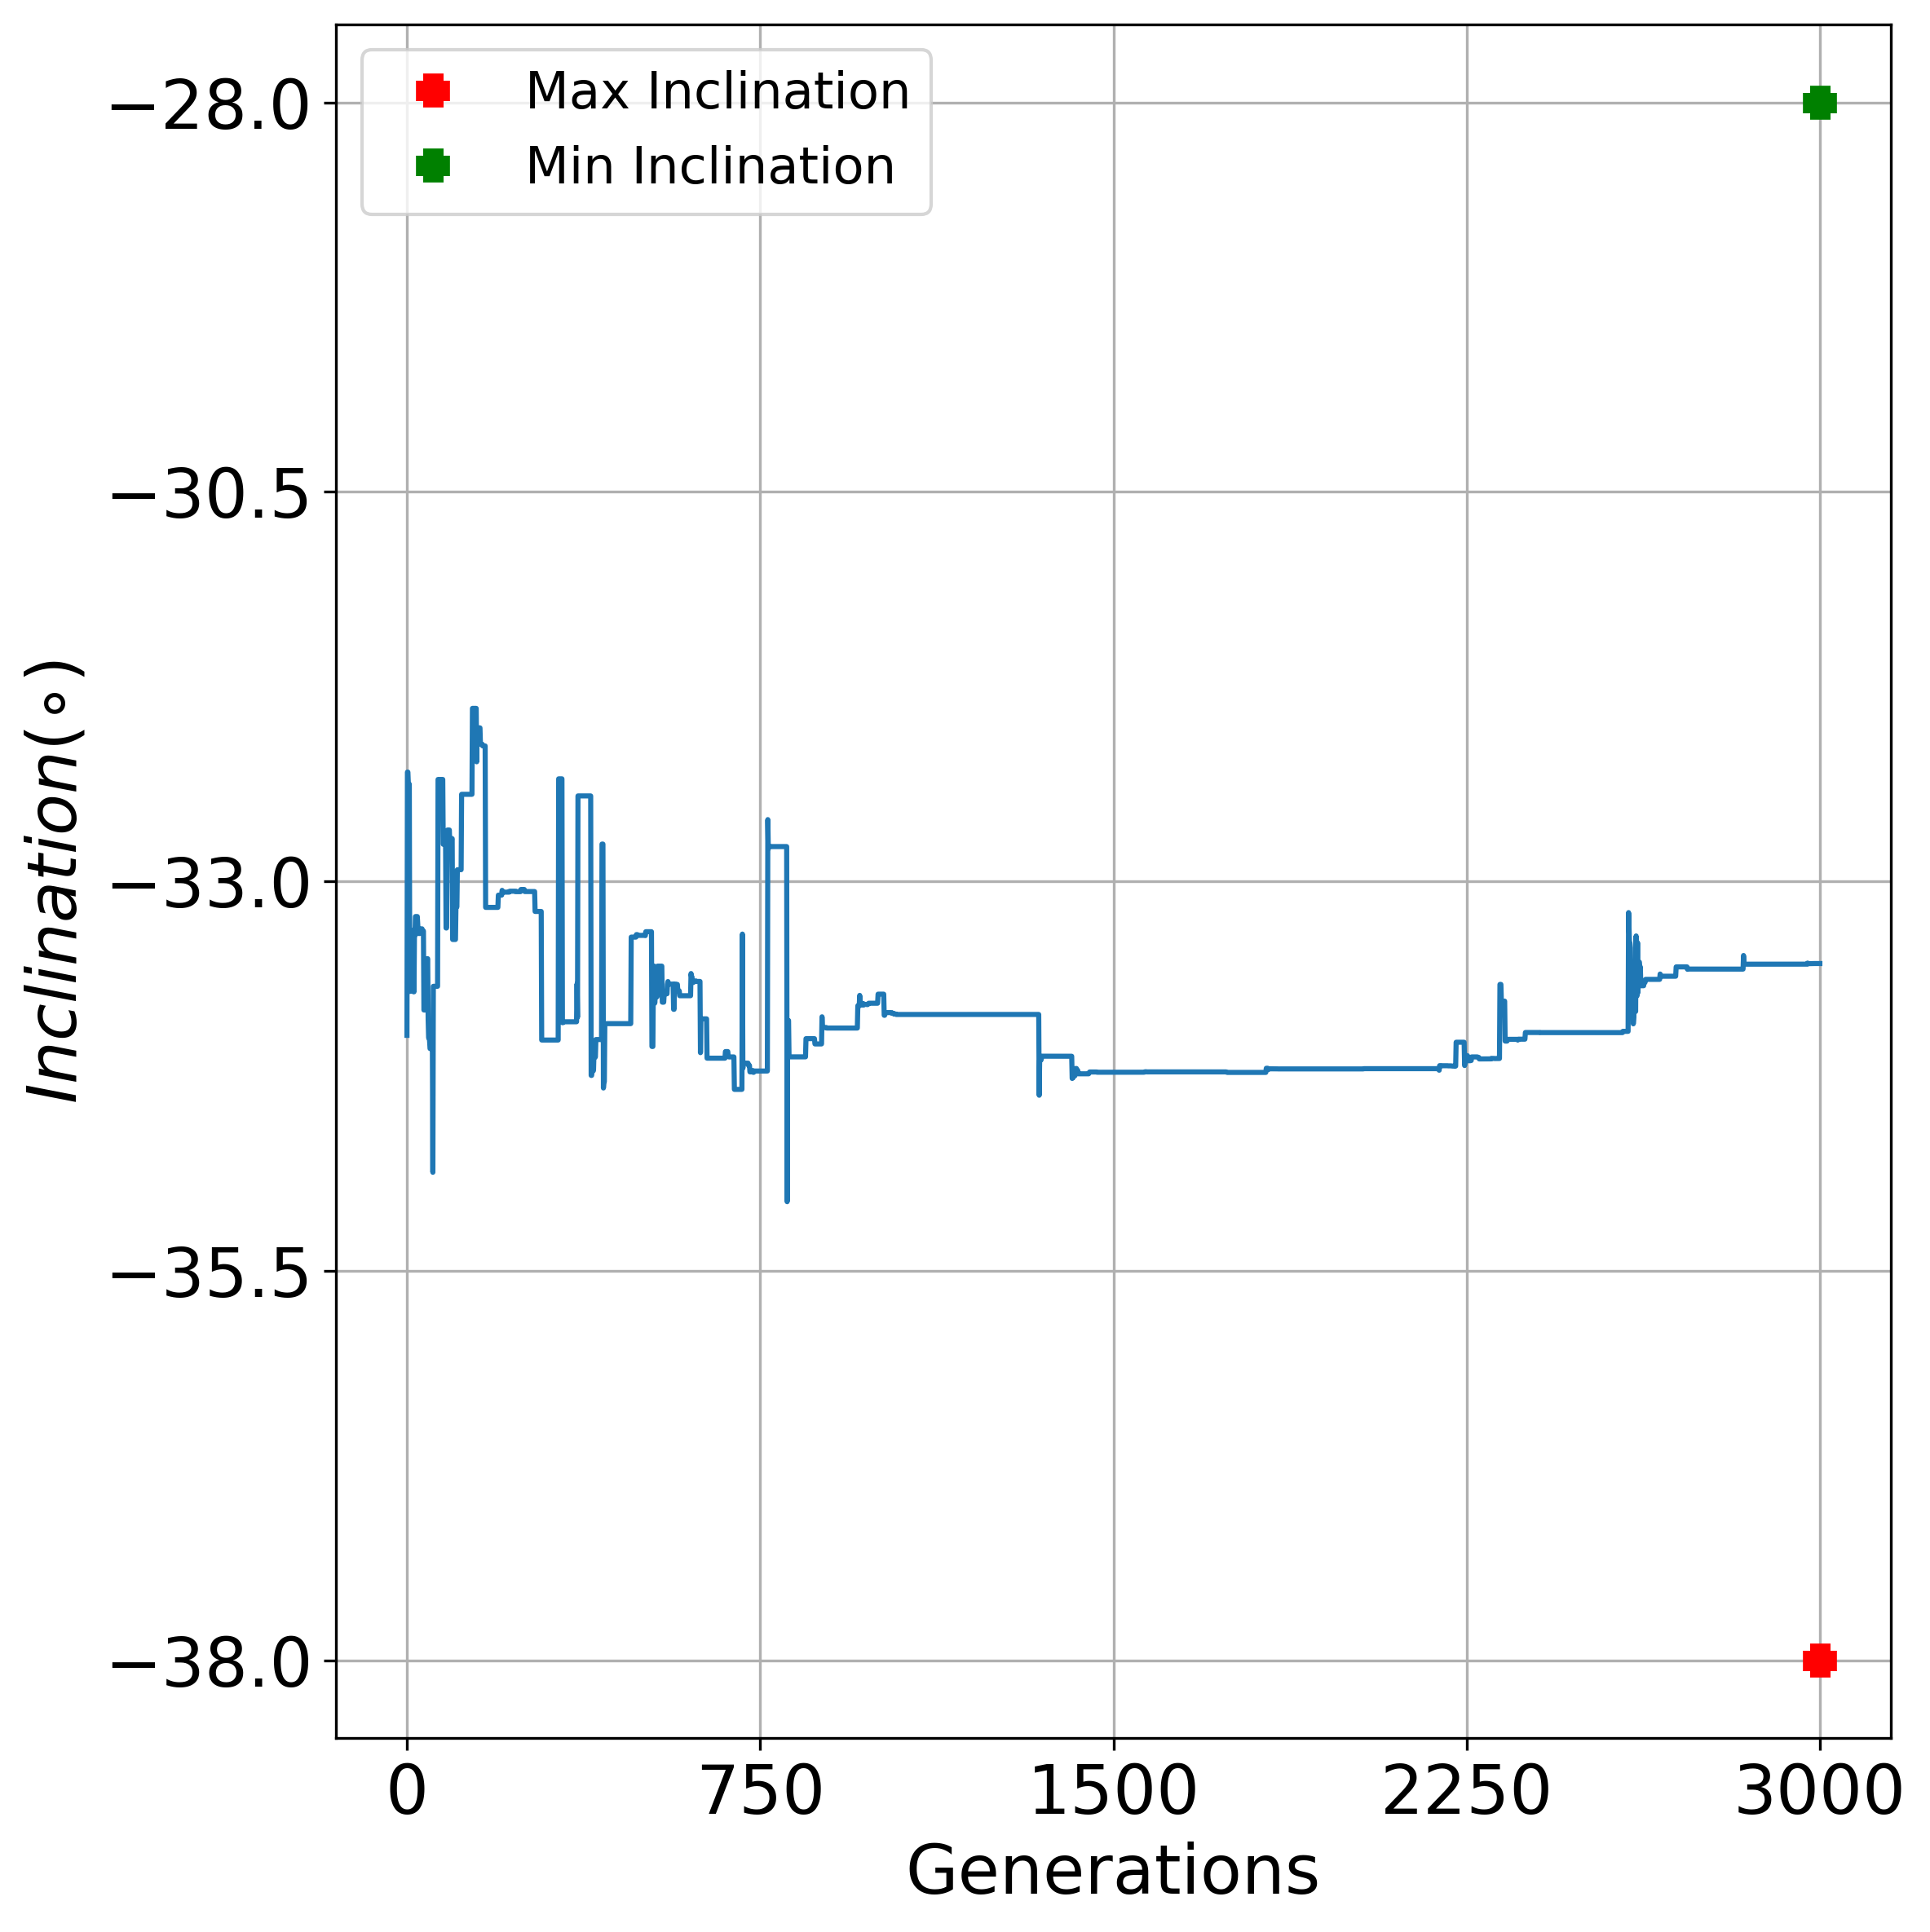 Max Inclination
Min Inclination
−28.0
−30.5
−33.0
−35.5
−38.0
Inclination(∘)
0 750 1500 2250 3000
Generations